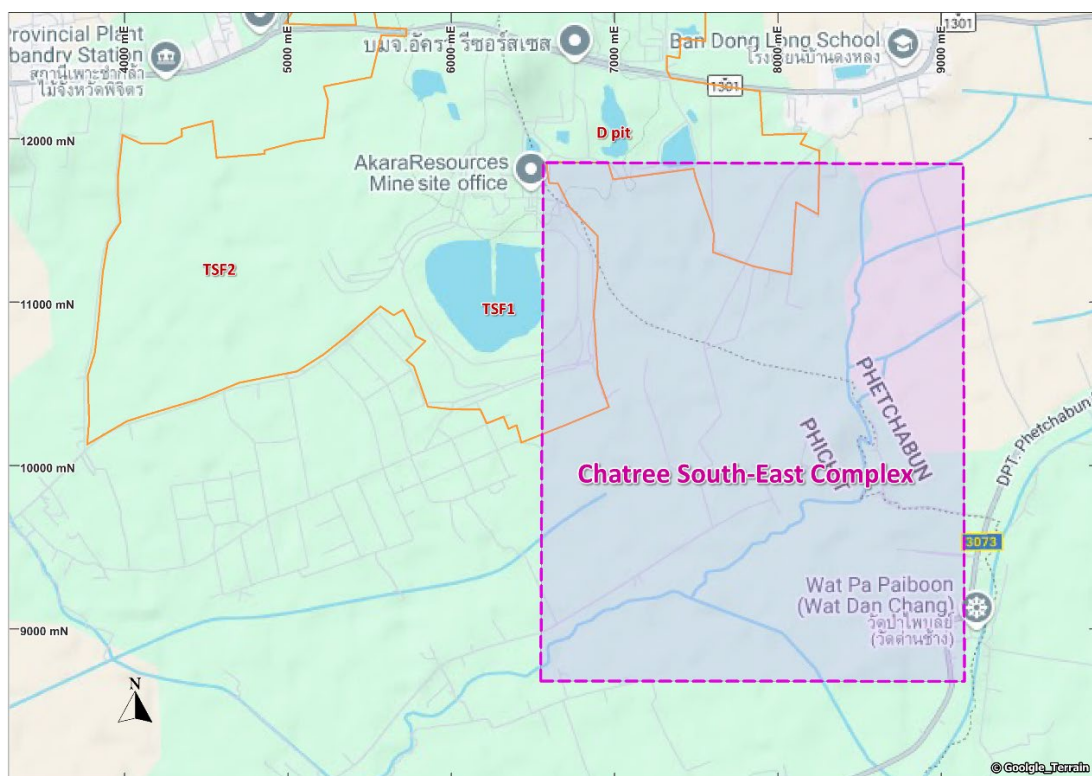 4000 mE
5000 mE
6000 mE
7000 mE
8000 mE
9000 mE
1301
Provincial Plant
bandry Station
สถานีเพาะชำกล้า
ไม้จังหวัดพิจิตร
บมจ.อัครา รีซอร์สเซส
Ban Dong Long School
โรงเรียนบ้านดงหลง
1301
12000 mN
D pit
AkaraResources
Mine site office
TSF2
11000 mN
TSF1
PHETCHABUN
PHICHIT
DPT. Phetchabun
10000 mN
Chatree South-East Complex
3073
Wat Pa Paiboon
(Wat Dan Chang)
วัดป่าไพบูลย์
(วัดด่านช้าง)
9000 mN
N
© Goolgle_Terrain